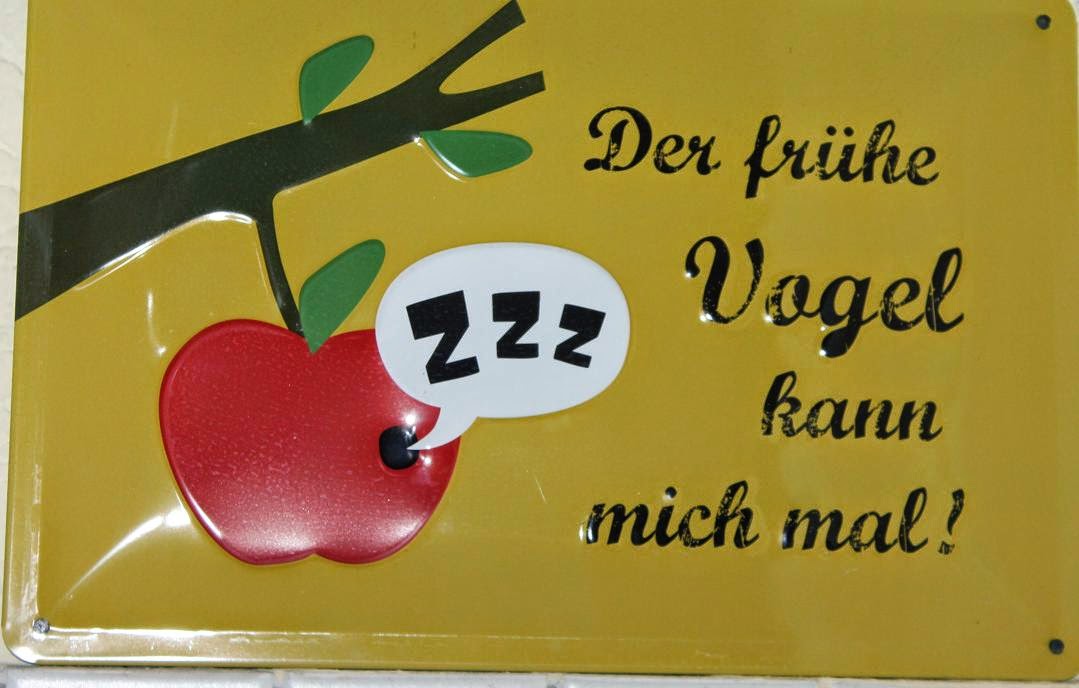 Der frühe
Vogel
kann
mich mal!
ZZZ